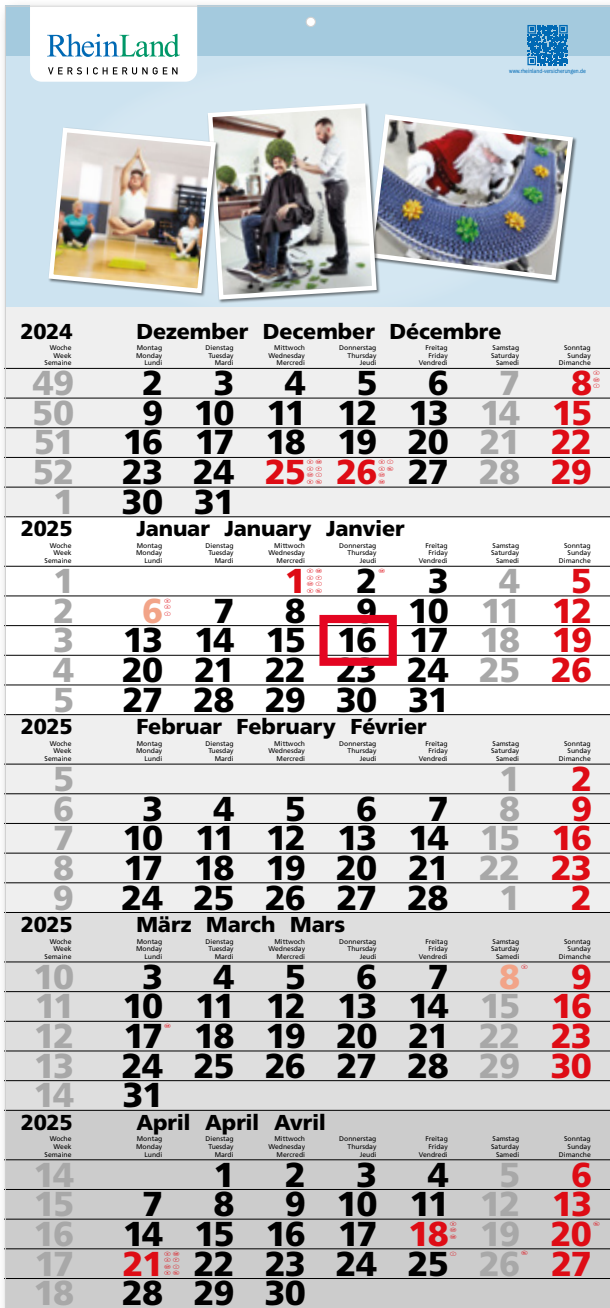 RheinLand
VERSICHERUNGEN
www.rheinland-versicherungen.de
2024 Dezember December Décembre
Woche Montag Dienstag Mittwoch Donnerstag Freitag Samstag Sonntag
Week Monday Tuesday Wednesday Thursday Friday Saturday Sunday
Semaine Lundi Mardi Mercredi Jeudi Vendredi Samedi Dimanche
49 2 3 4 5 6 7 8
50 9 10 11 12 13 14 15
51 16 17 18 19 20 21 22
52 23 24 25 26 27 28 29
1 30 31
2025 Januar January Janvier
Woche Montag Dienstag Mittwoch Donnerstag Freitag Samstag Sonntag
Week Monday Tuesday Wednesday Thursday Friday Saturday Sunday
Semaine Lundi Mardi Mercredi Jeudi Vendredi Samedi Dimanche
1 1 2 3 4 5
2 6 7 8 9 10 11 12
3 13 14 15 16 17 18 19
4 20 21 22 23 24 25 26
5 27 28 29 30 31
2025 Februar February Février
Woche Montag Dienstag Mittwoch Donnerstag Freitag Samstag Sonntag
Week Monday Tuesday Wednesday Thursday Friday Saturday Sunday
Semaine Lundi Mardi Mercredi Jeudi Vendredi Samedi Dimanche
5 1 2
6 3 4 5 6 7 8 9
7 10 11 12 13 14 15 16
8 17 18 19 20 21 22 23
9 24 25 26 27 28 1 2
2025 März March Mars
Woche Montag Dienstag Mittwoch Donnerstag Freitag Samstag Sonntag
Week Monday Tuesday Wednesday Thursday Friday Saturday Sunday
Semaine Lundi Mardi Mercredi Jeudi Vendredi Samedi Dimanche
10 3 4 5 6 7 8 9
11 10 11 12 13 14 15 16
12 17 18 19 20 21 22 23
13 24 25 26 27 28 29 30
14 31
2025 April April Avril
Woche Montag Dienstag Mittwoch Donnerstag Freitag Samstag Sonntag
Week Monday Tuesday Wednesday Thursday Friday Saturday Sunday
Semaine Lundi Mardi Mercredi Jeudi Vendredi Samedi Dimanche
14 1 2 3 4 5 6
15 7 8 9 10 11 12 13
16 14 15 16 17 18 19 20
17 21 22 23 24 25 26 27
18 28 29 30